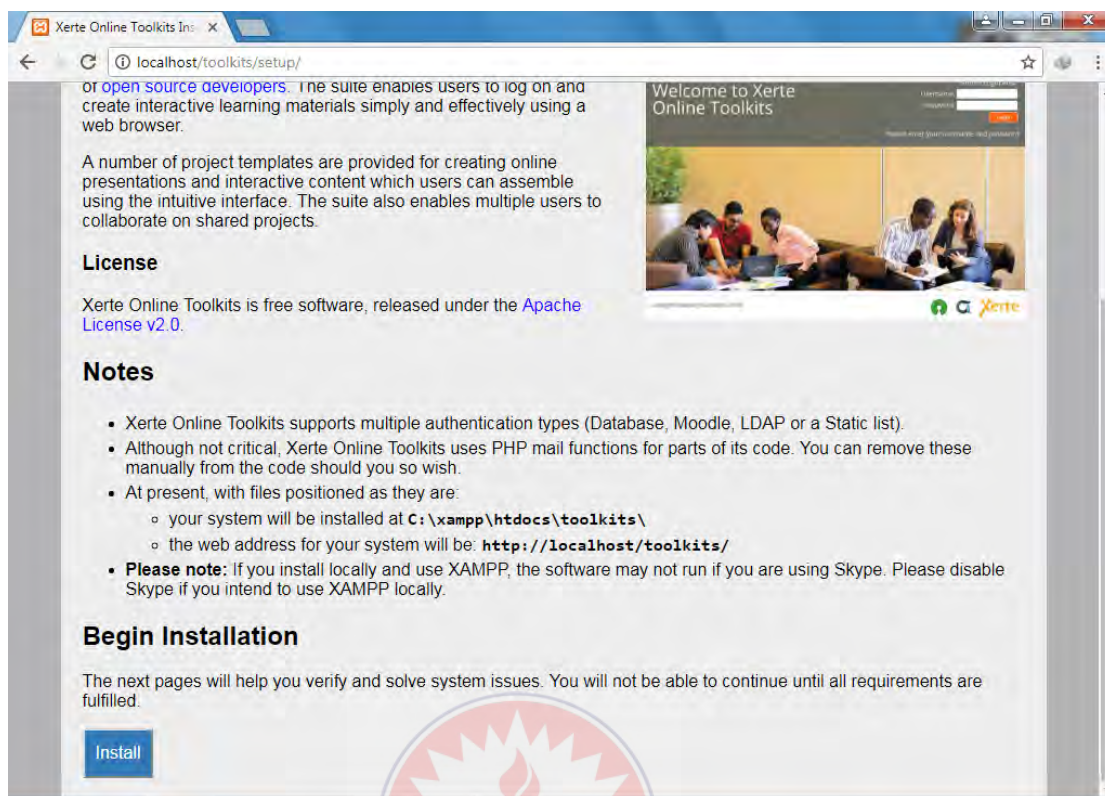 Xerte Online Toolkits Ins
localhost/toolkits/setup/
of open source developers. The suite enables users to log on and
create interactive learning materials simply and effectively using a
web browser.
Welcome to Xerte
Online Toolkits
A number of project templates are provided for creating online
presentations and interactive content which users can assemble
using the intuitive interface. The suite also enables multiple users to
collaborate on shared projects.
License
Xerte Online Toolkits is free software, released under the Apache
License v2.0.
Xerte
Notes
• Xerte Online Toolkits supports multiple authentication types (Database, Moodle, LDAP or a Static list).
• Although not critical, Xerte Online Toolkits uses PHP mail functions for parts of its code. You can remove these
manually from the code should you so wish.
• At present, with files positioned as they are:
◦ your system will be installed at C:\xampp\htdocs\toolkits\
◦ the web address for your system will be: http://localhost/toolkits/
• Please note: If you install locally and use XAMPP, the software may not run if you are using Skype. Please disable
Skype if you intend to use XAMPP locally.
Begin Installation
The next pages will help you verify and solve system issues. You will not be able to continue until all requirements are
fulfilled.
Install